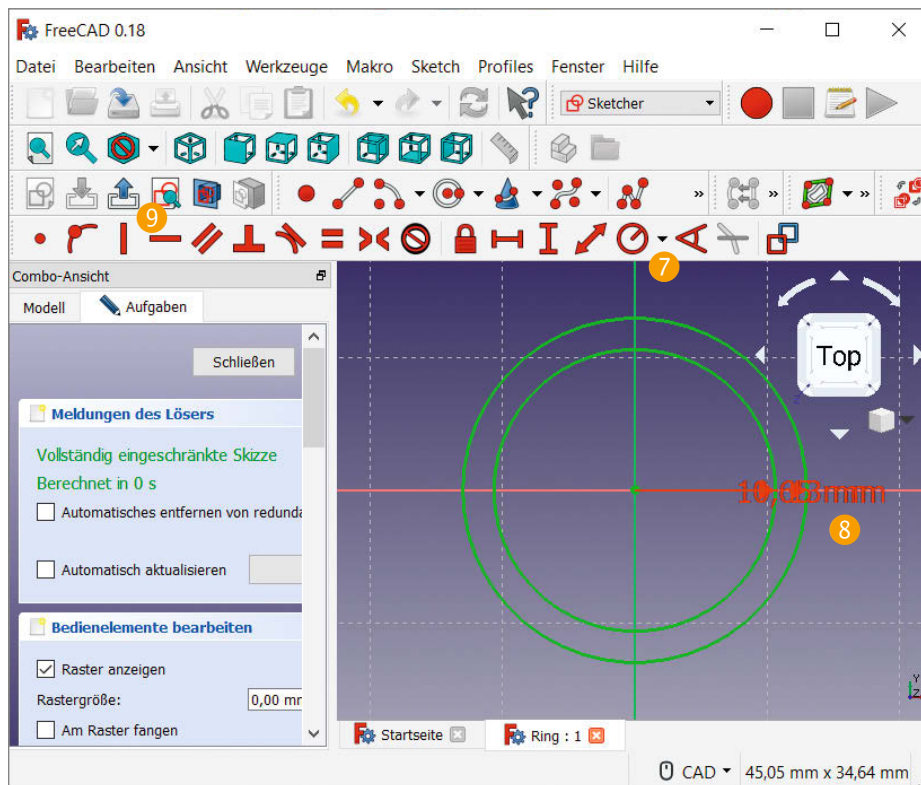 FreeCAD 0.18
Datei Bearbeiten Ansicht Werkzeuge Makro Sketch Profiles Fenster Hilfe
Sketcher
9
7
Combo-Ansicht
Modell Aufgaben
Schließen
Meldungen des Lösers
Vollständig eingeschränkte Skizze
Berechnet in 0 s
Automatisches entfernen von redunda
Automatisch aktualisieren
Bedienelemente bearbeiten
Raster anzeigen
Rastergröße: 0,00 mr
Am Raster fangen
Top
8
Y
Z
Startseite Ring : 1
CAD 45,05 mm x 34,64 mm